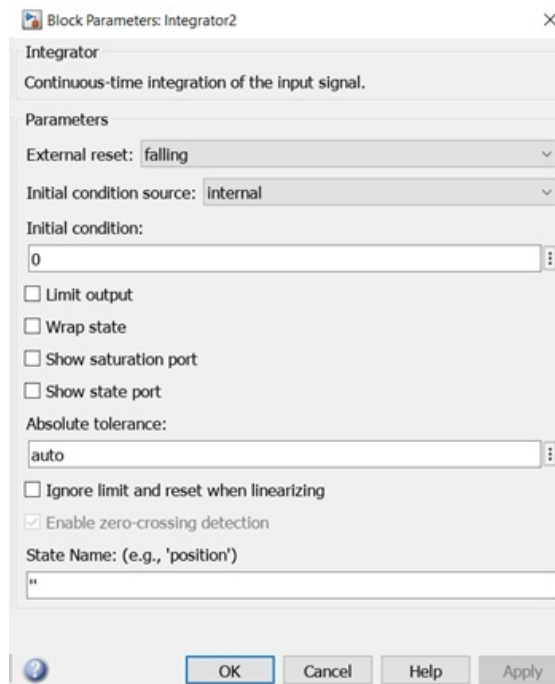 Block Parameters: Integrator2
Integrator
Continuous-time integration of the input signal.
Parameters
External reset: falling
Initial condition source: internal
Initial condition:
0
Limit output
Wrap state
Show saturation port
Show state port
Absolute tolerance:
auto
Ignore limit and reset when linearizing
Enable zero-crossing detection
State Name: (e.g., 'position')
''
OK Cancel Help Apply